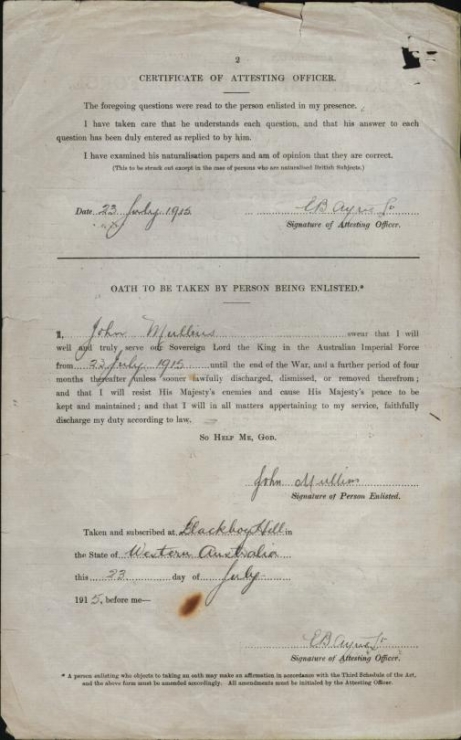 2
CERTIFICATE OF ATTESTING OFFICER.
The foregoing questions were read to the person enlisted in my presence.
I have taken care that he understands each question, and that his answer to each
question has been duly entered as replied to by him.
I have examined his naturalisation papers and am of opinion that they are correct.
(This to be struck out except in the case of persons who are naturalised British Subjects.)
Date 23 July 1915. E B Ayre
Signature of Attesting Officer.
OATH TO BE TAKEN BY PERSON BEING ENLISTED.*
I, John Mullins swear that I will
well and truly serve our Sovereign Lord the King in the Australian Imperial Force
from 23 July 1915 until the end of the War, and a further period of four
months thereafter unless sooner lawfully discharged, dismissed, or removed therefrom;
and that I will resist His Majesty's enemies and cause His Majesty's peace to be
kept and maintained; and that I will in all matters appertaining to my service, faithfully
discharge my duty according to law.
SO HELP ME, GOD.
John Mullins
Signature of Person Enlisted.
Taken and subscribed at Blackboy Hill in
the State of Western Australia
this 23 day of July
1915, before me—
E B Ayre
Signature of Attesting Officer.
* A person enlisting who objects to taking an oath may make an affirmation in accordance with the Third Schedule of the Act,
and the above form must be amended accordingly. All amendments must be initialed by the Attesting Officer.